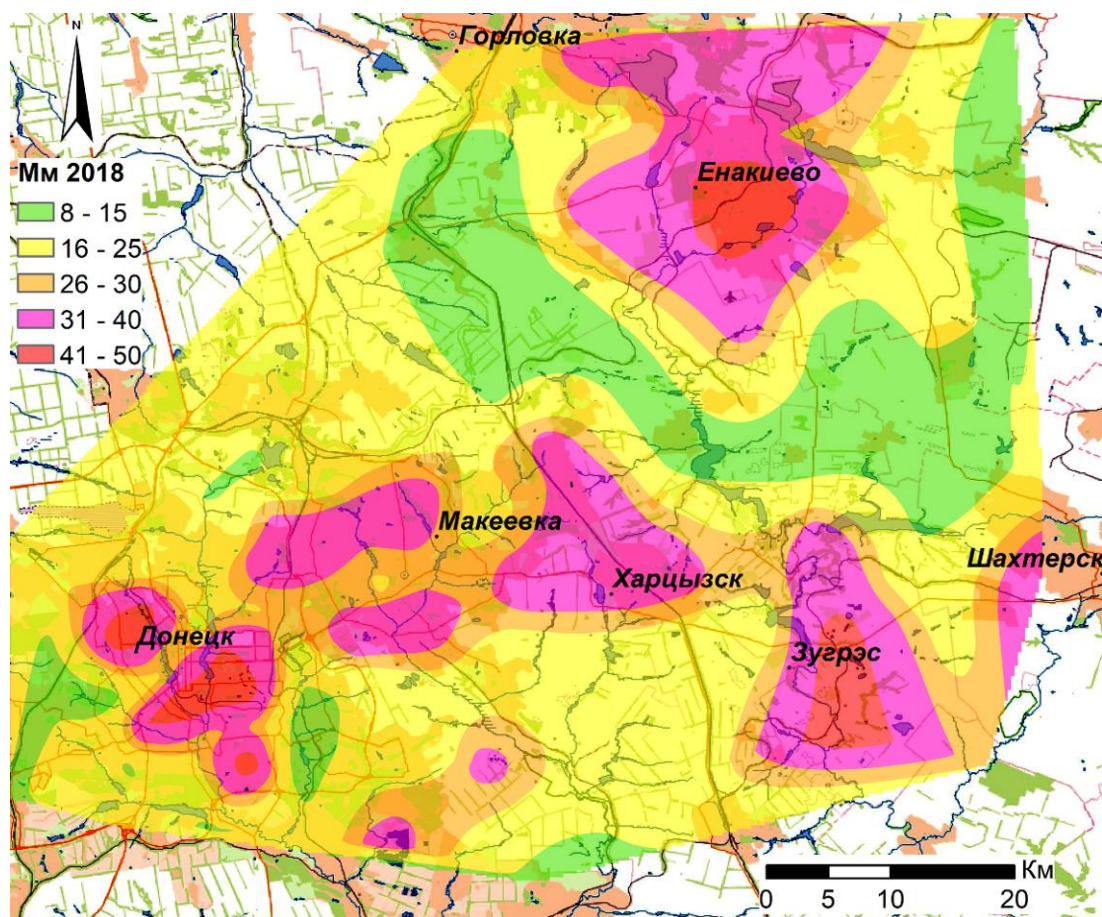 Горловка
N
Мм 2018
8 - 15
16 - 25
26 - 30
31 - 40
41 - 50
Енакиево
Макеевка
Харцызск
Шахтерск
Донецк
Зугрэс
Км
0 5 10 20